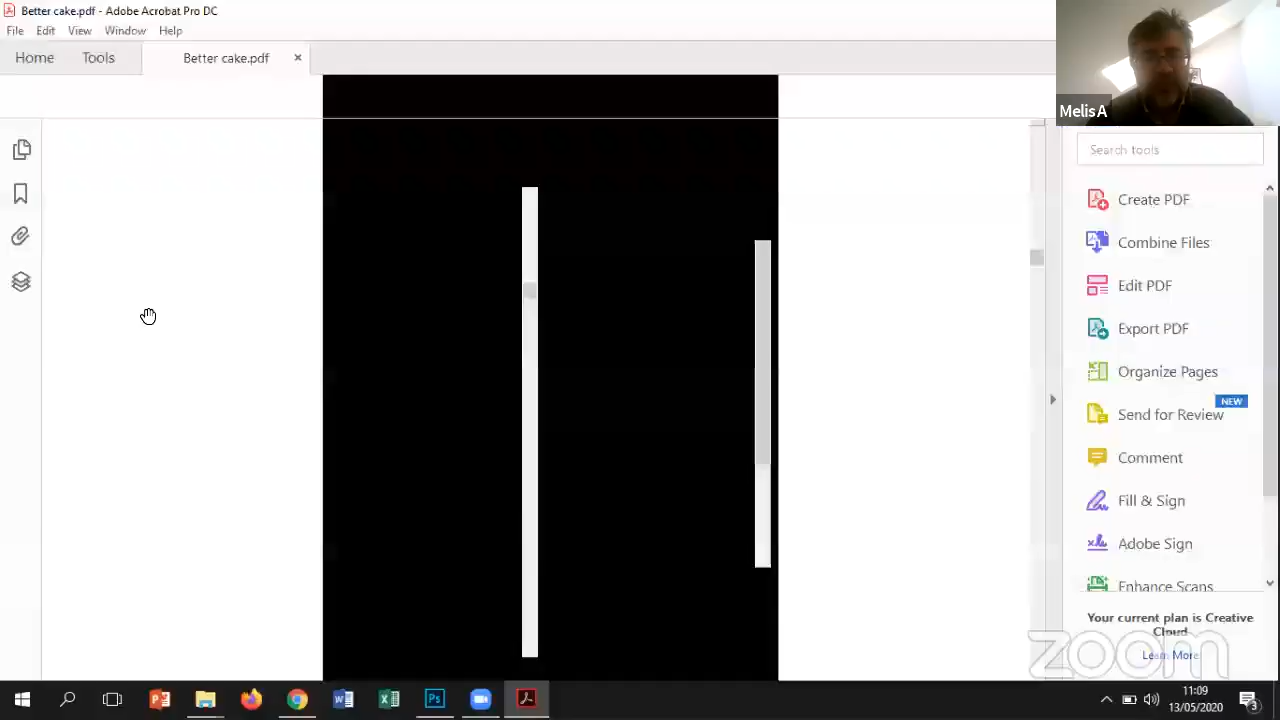 Better cake.pdf - Adobe Acrobat Pro DC
File Edit View Window Help
Home Tools Better cake.pdf ×
Melis A
Search tools
Create PDF
Combine Files
Edit PDF
Export PDF
Organize Pages
NEW
Send for Review
Comment
Fill & Sign
Adobe Sign
Enhance Scans
Your current plan is Creative
Cloud
Learn More
zoom
11:09
13/05/2020
3